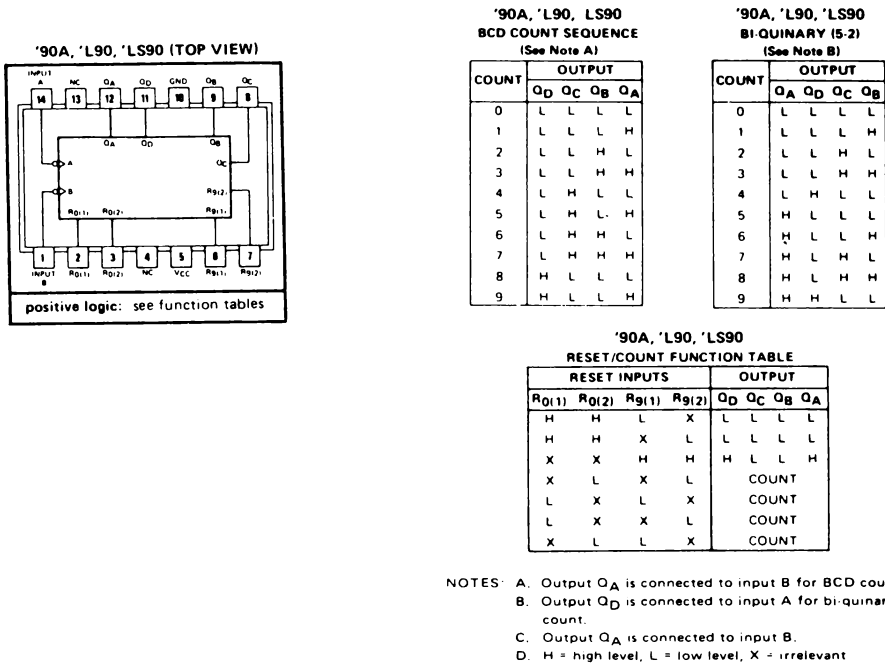 '90A, 'L90, 'LS90 (TOP VIEW)
INPUT A NC QA QD GND QB QC
14 13 12 11 10 9 8
QA QD QB
QC
A
B
R9(2)
R0(1) R0(2) R9(1)
1 2 3 4 5 6 7
INPUT B R0(1) R0(2) NC VCC R9(1) R9(2)
positive logic: see function tables
'90A, 'L90, LS90
BCD COUNT SEQUENCE
(See Note A)
COUNT OUTPUT
QD QC QB QA
0 L L L L
1 L L L H
2 L L H L
3 L L H H
4 L H L L
5 L H L H
6 L H H L
7 L H H H
8 H L L L
9 H L L H
'90A, 'L90, 'LS90
BI-QUINARY (5-2)
(See Note B)
COUNT OUTPUT
QA QD QC QB
0 L L L L
1 L L L H
2 L L H L
3 L L H H
4 L H L L
5 H L L L
6 H L L H
7 H L H L
8 H L H H
9 H H L L
'90A, 'L90, 'LS90
RESET/COUNT FUNCTION TABLE
RESET INPUTS OUTPUT
R0(1) R0(2) R9(1) R9(2) QD QC QB QA
H H L X L L L L
H H X L L L L L
X X H H H L L H
X L X L COUNT
L X L X COUNT
L X X L COUNT
X L L X COUNT
NOTES: A. Output QA is connected to input B for BCD cou
B. Output QD is connected to input A for bi-quinar
count.
C. Output QA is connected to input B.
D. H = high level, L = low level, X = irrelevant